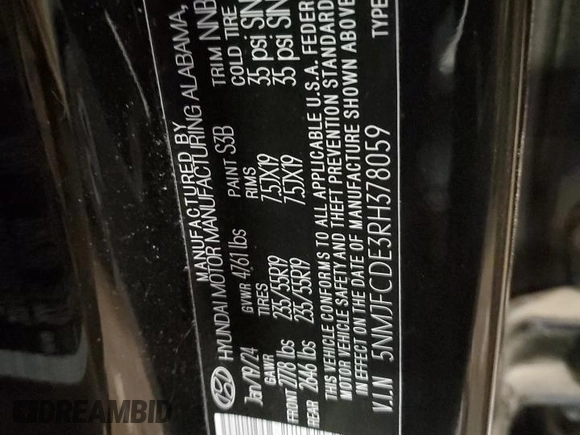 MANUFACTURED BY
HYUNDAI MOTOR MANUFACTURING ALABAMA,
Jan/19/24 GVWR 4761 lbs PAINT S3B TRIM NNB
GAWR TIRES RIMS COLD TIRE
FRONT 2778 lbs 235/55R19 7.5JX19 35 psi SIN
REAR 2646 lbs 235/55R19 7.5JX19 35 psi SIN
THIS VEHICLE CONFORMS TO ALL APPLICABLE U.S.A. FEDER
MOTOR VEHICLE SAFETY AND THEFT PREVENTION STANDARD
IN EFFECT ON THE DATE OF MANUFACTURE SHOWN ABOVE
V.I.N 5NMJFCDE3RH378059 TYPE
DREAMBID